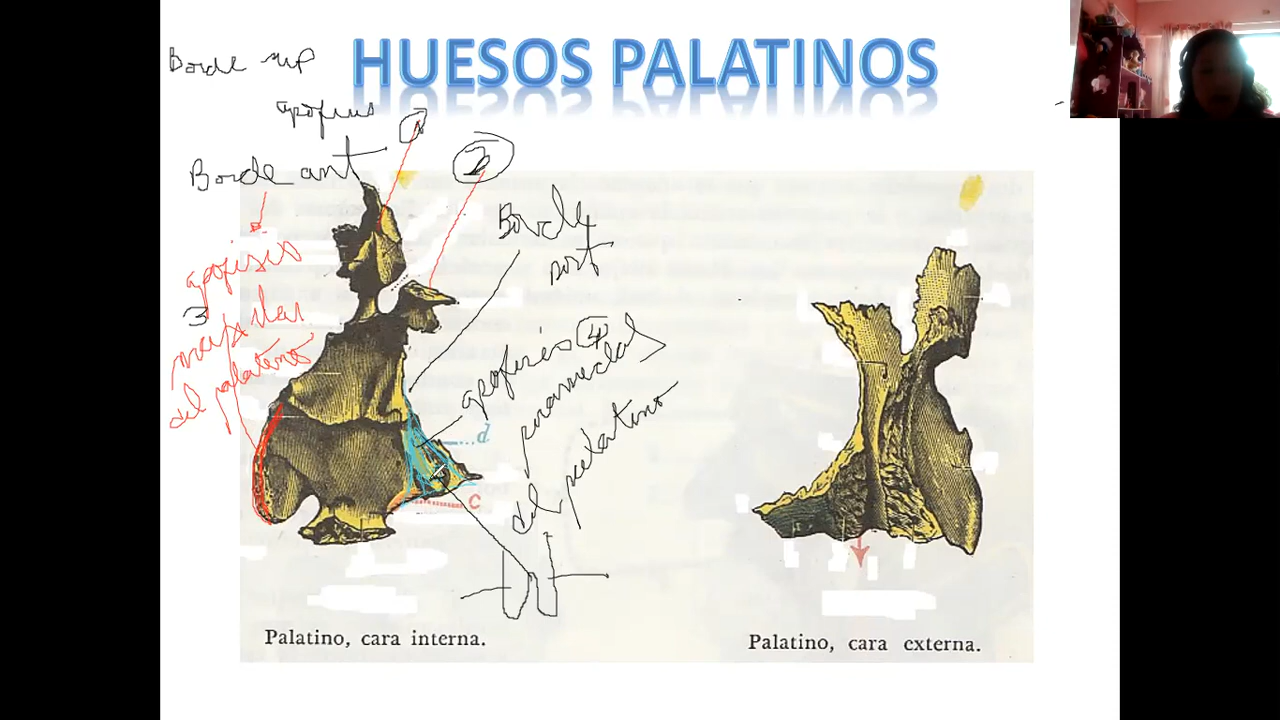 HUESOS PALATINOS
Borde sup
apófisis
1
Borde ant
2
Borde
post
apofisis
3
maxilar
del palatino
apofisis 4
piramidal
del palatino
d
c
Palatino, cara interna.
Palatino, cara externa.